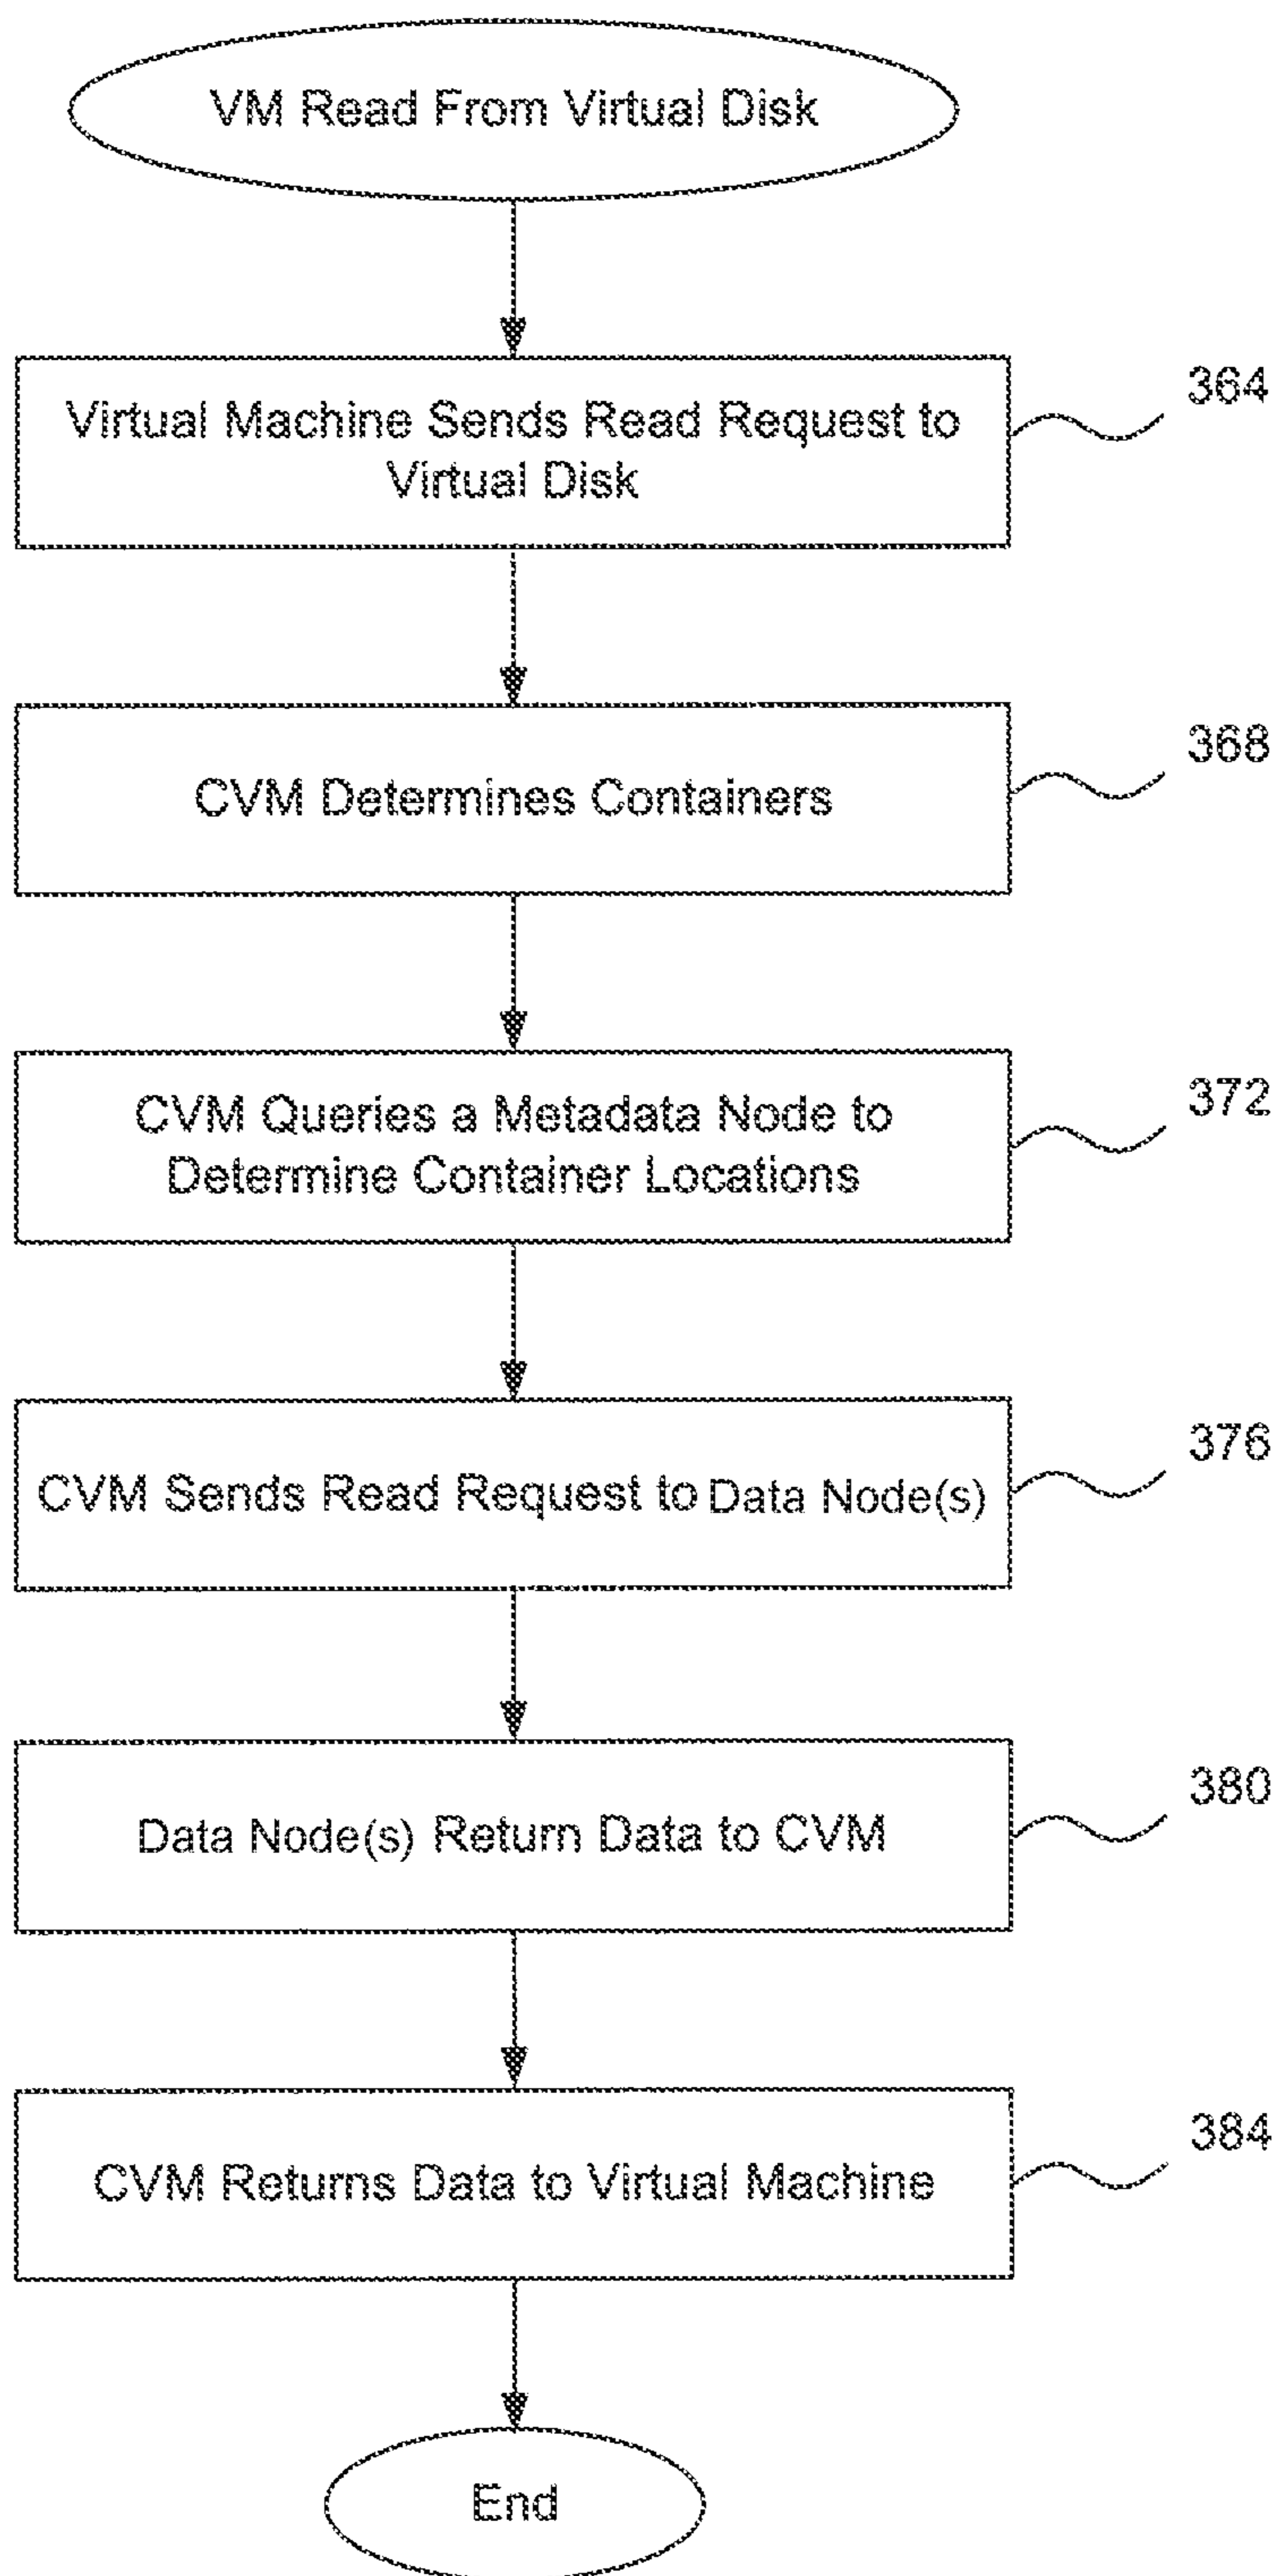 VM Read From Virtual Disk
Virtual Machine Sends Read Request to
Virtual Disk
364
CVM Determines Containers
368
CVM Queries a Metadata Node to
Determine Container Locations
372
CVM Sends Read Request to Data Node(s)
376
Data Node(s) Return Data to CVM
380
CVM Returns Data to Virtual Machine
384
End